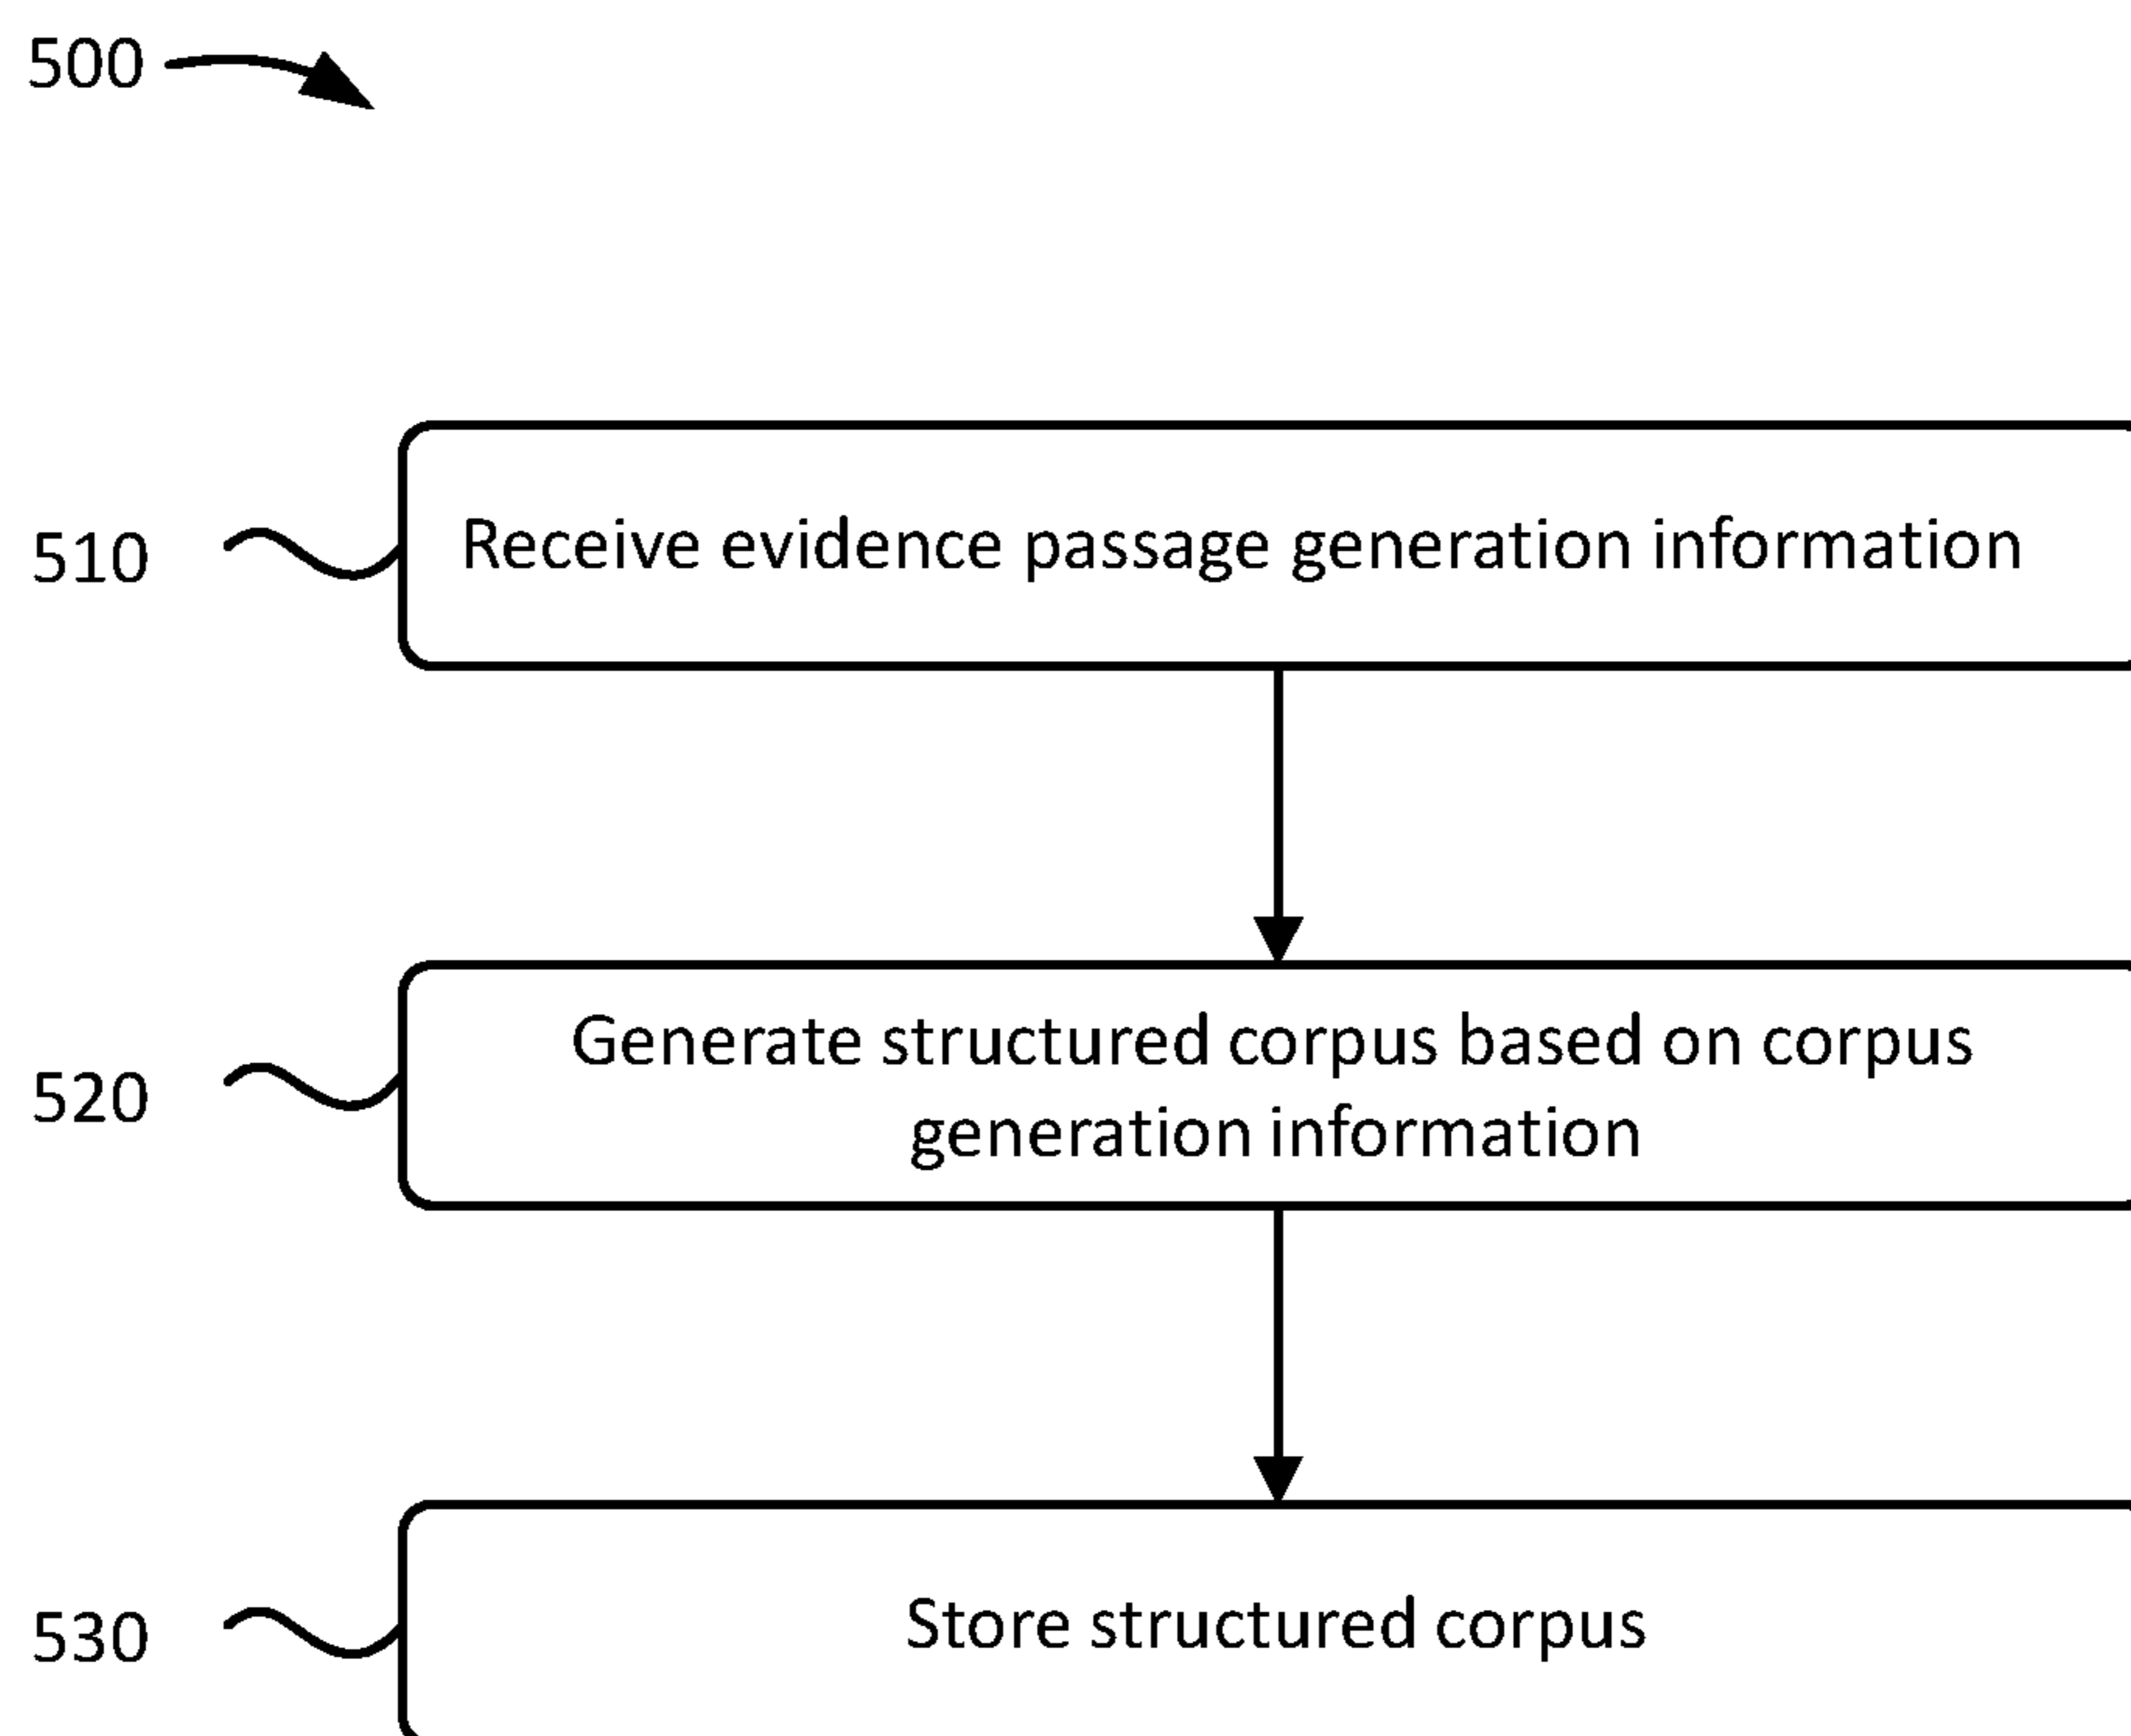 500
510
Receive evidence passage generation information
520
Generate structured corpus based on corpus
generation information
530
Store structured corpus